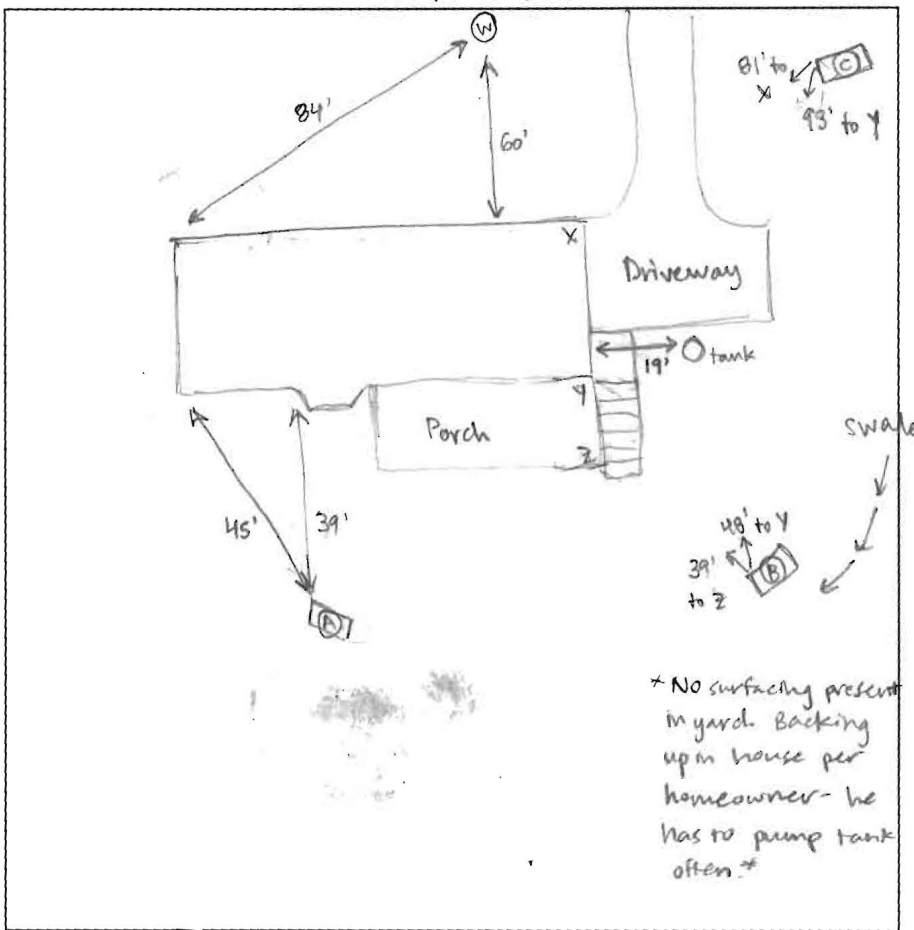 W
84'
60'
81' to
X
C
93' to Y
X
Driveway
19'
tank
Y
Porch
Z
swale
45'
39'
48' to Y
39'
to Z
B
A
* No surfacing present
in yard. Backing
up in house per
homeowner - he
has to pump tank
often. *